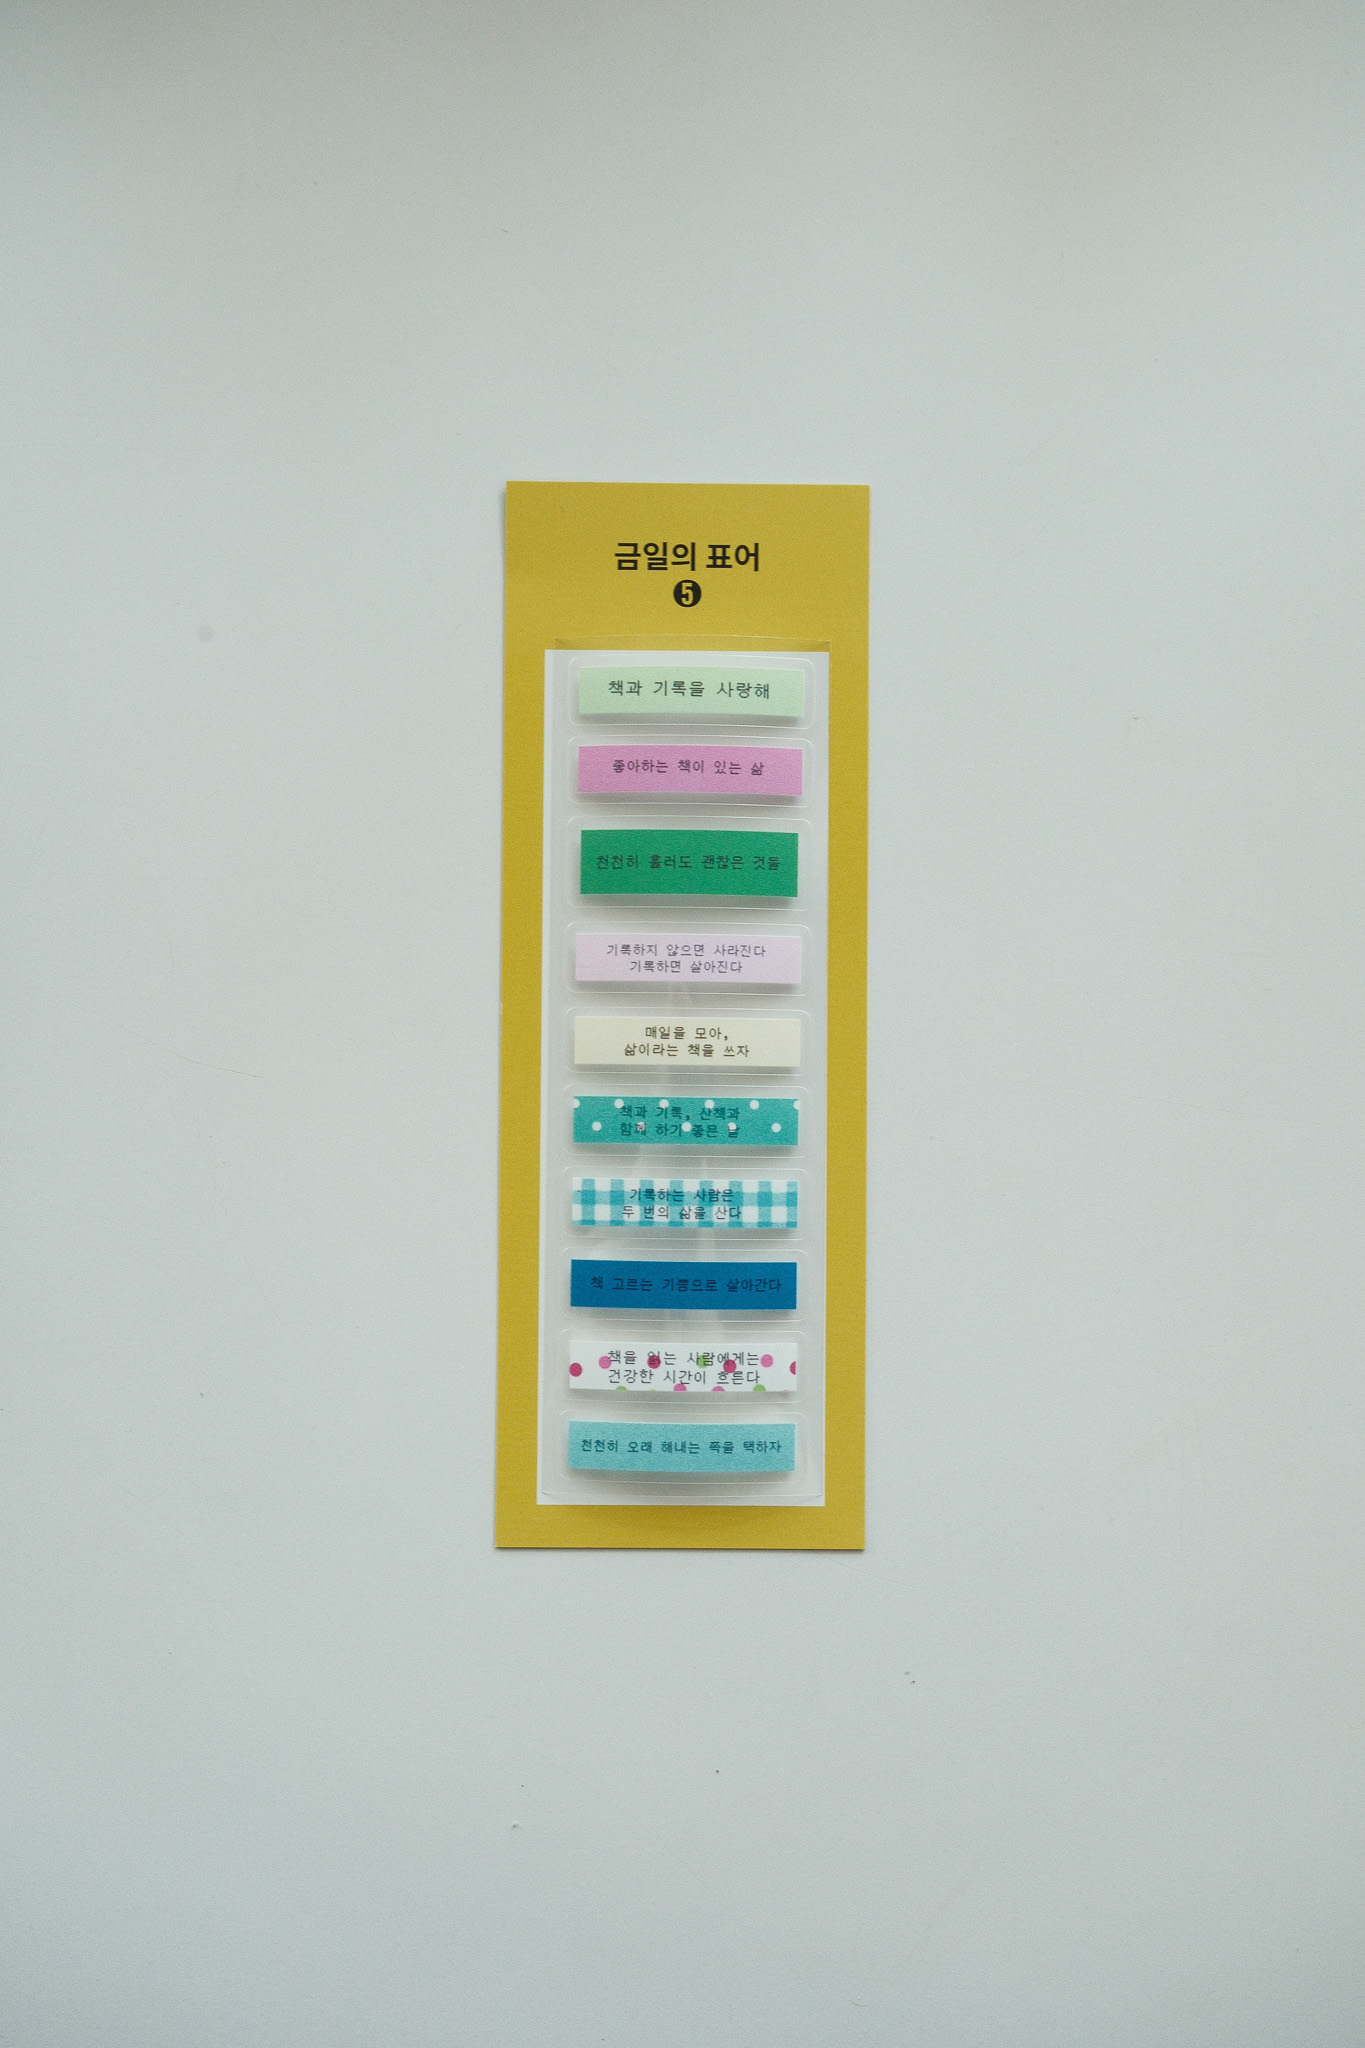 금일의 표어
5
책과 기록을 사랑해
좋아하는 책이 있는 삶
천천히 흘러도 괜찮은 것들
기록하지 않으면 사라진다
기록하면 살아진다
매일을 모아,
삶이라는 책을 쓰자
책과 기록, 산책과
함께 하기 좋은 날
기록하는 사람은
두 번의 삶을 산다
책 고르는 기쁨으로 살아간다
책을 읽는 사람에게는
건강한 시간이 흐른다
천천히 오래 해내는 쪽을 택하자